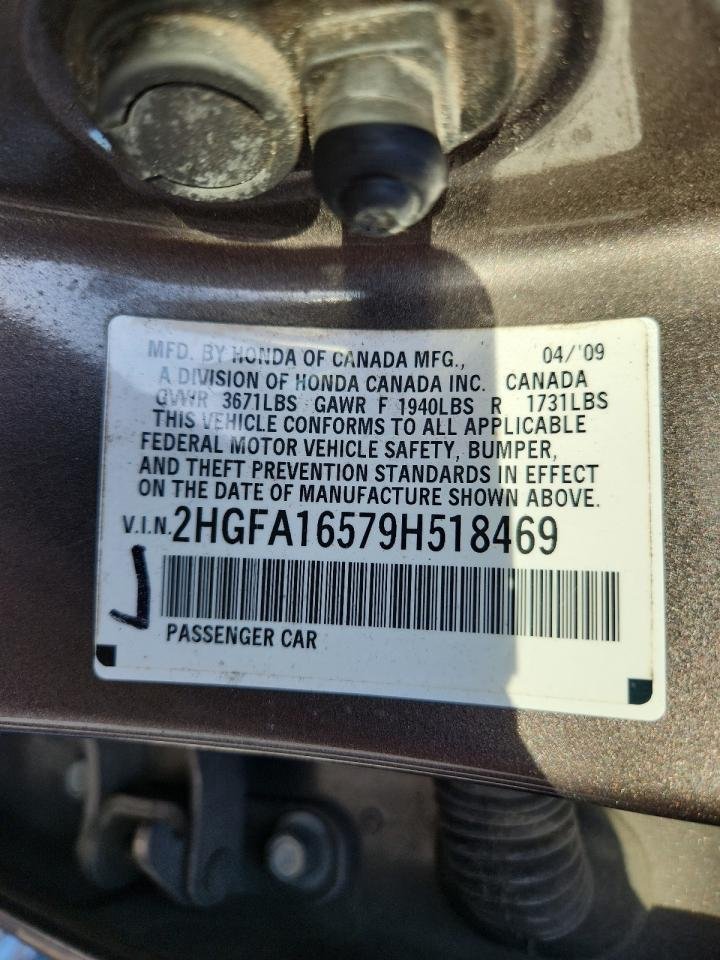 MFD. BY HONDA OF CANADA MFG., 04/'09
A DIVISION OF HONDA CANADA INC. CANADA
GVWR 3671LBS GAWR F 1940LBS R 1731LBS
THIS VEHICLE CONFORMS TO ALL APPLICABLE
FEDERAL MOTOR VEHICLE SAFETY, BUMPER,
AND THEFT PREVENTION STANDARDS IN EFFECT
ON THE DATE OF MANUFACTURE SHOWN ABOVE.
V.I.N. 2HGFA16579H518469
PASSENGER CAR